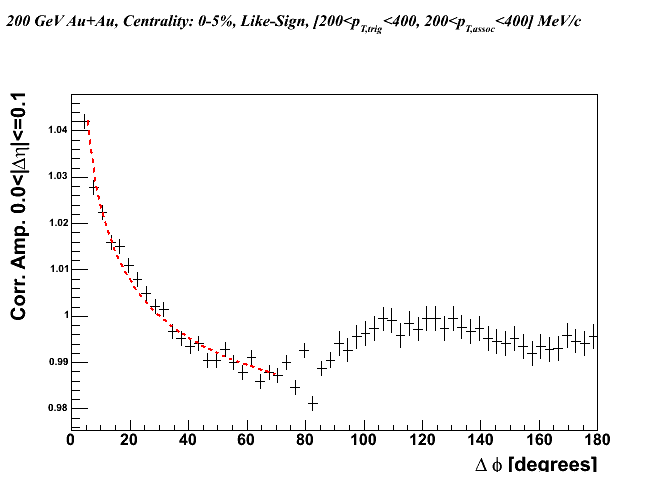 200 GeV Au+Au, Centrality: 0-5%, Like-Sign, [200<p_T,trig<400, 200<p_T,assoc<400] MeV/c
Corr. Amp. 0.0<|Δη|<=0.1
1.04
1.03
1.02
1.01
1
0.99
0.98
0 20 40 60 80 100 120 140 160 180
Δ ϕ [degrees]